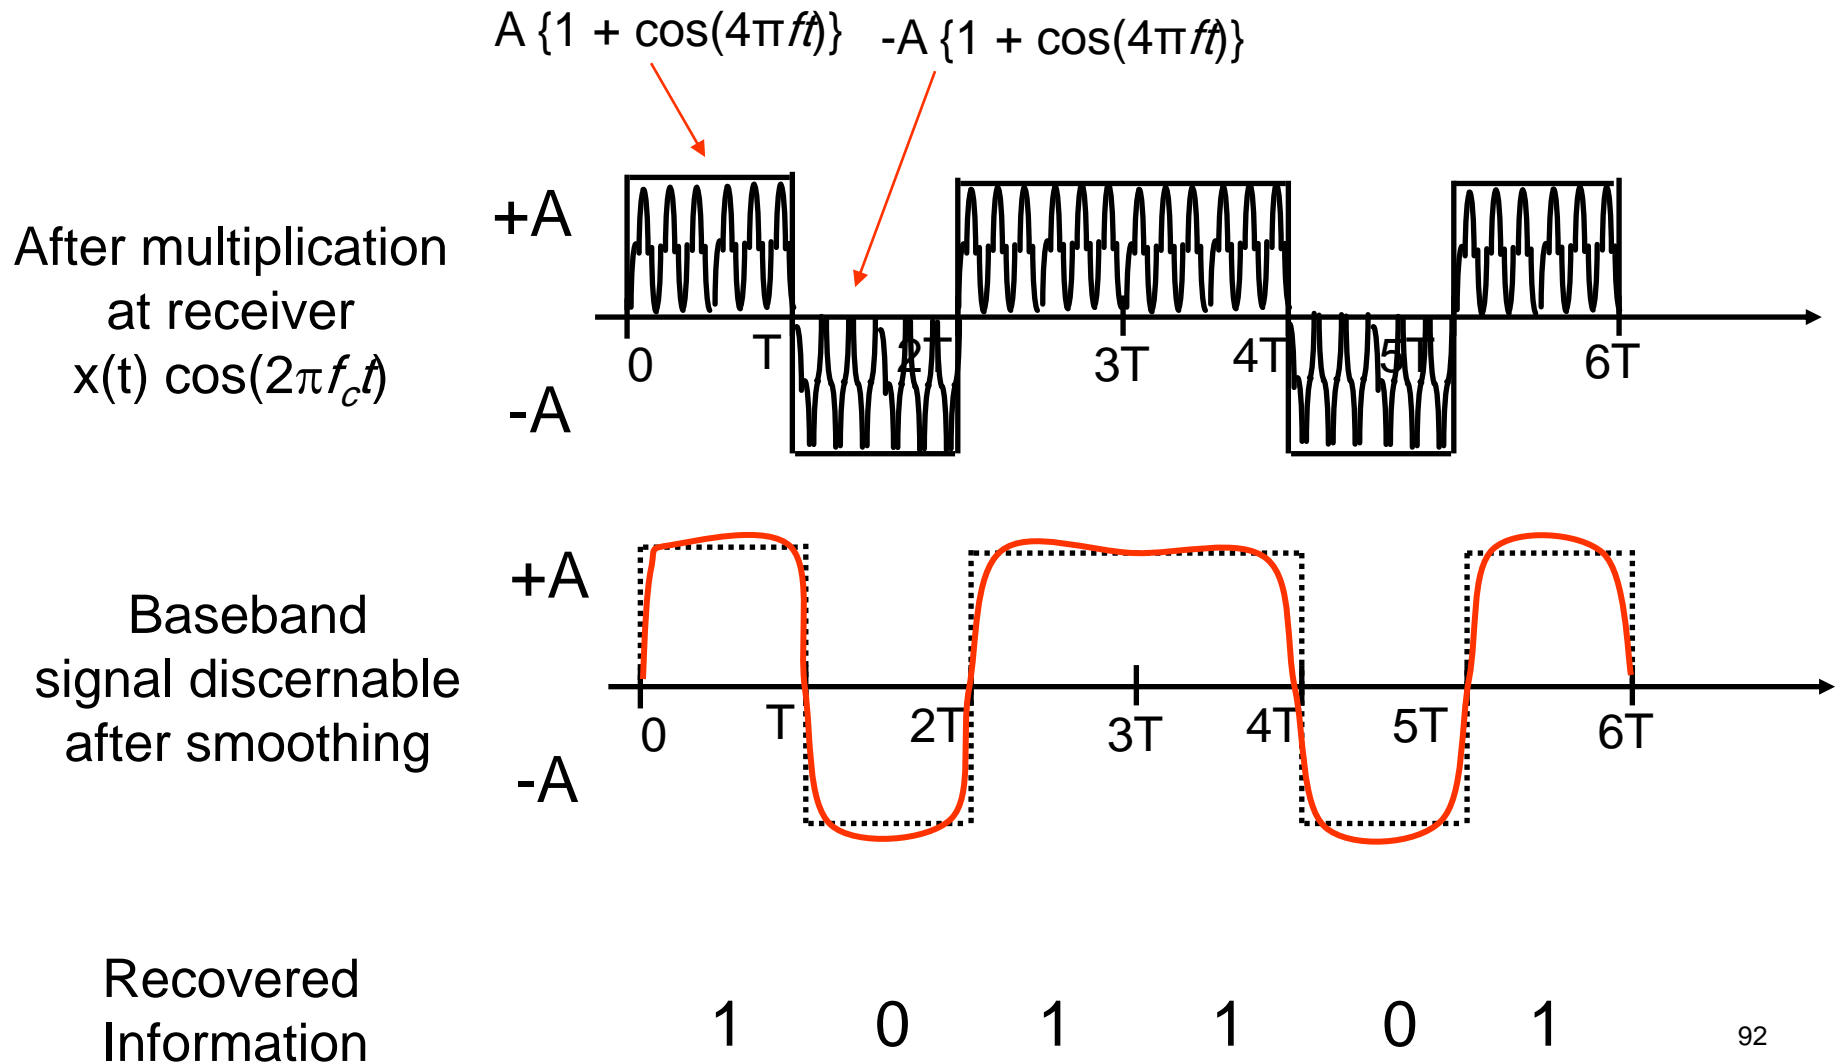 A {1 + cos(4πft)} -A {1 + cos(4πft)}
After multiplication
at receiver
x(t) cos(2πf_ct)
+A
-A
0 T 2T 3T 4T 5T 6T
Baseband
signal discernable
after smoothing
+A
-A
0 T 2T 3T 4T 5T 6T
Recovered
Information
1 0 1 1 0 1
92